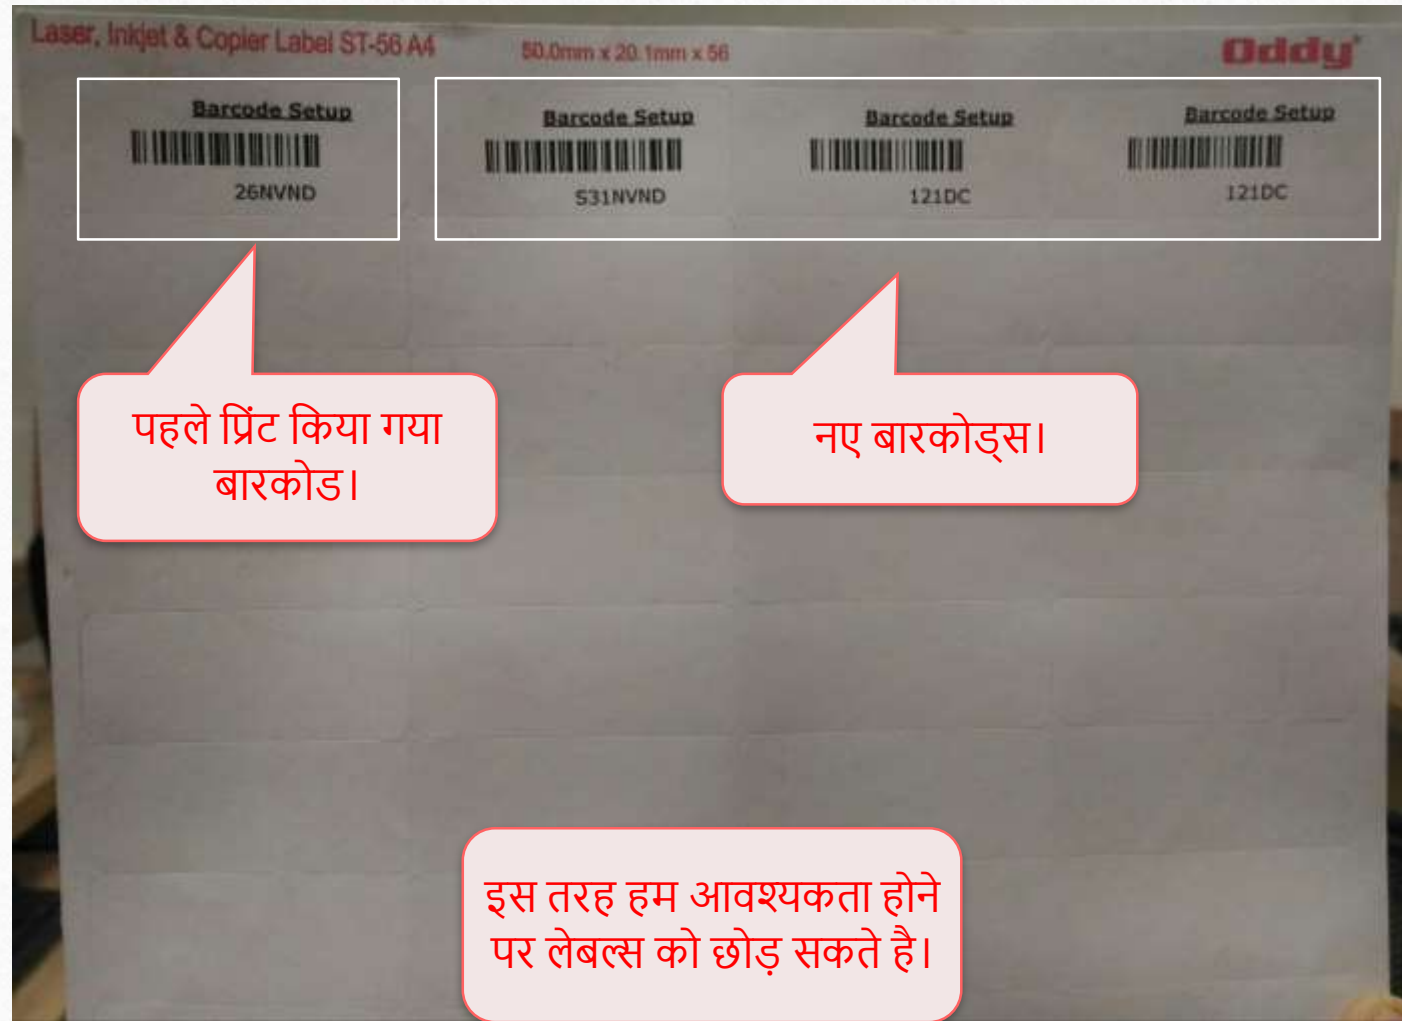 Laser, Inkjet & Copier Label ST-56 A4 50.0mm x 20.1mm x 56 Oddy
Barcode Setup Barcode Setup Barcode Setup Barcode Setup
26NVND S31NVND 121DC 121DC
पहले प्रिंट किया गया
बारकोड।
नए बारकोड्स।
इस तरह हम आवश्यकता होने
पर लेबल्स को छोड़ सकते है।